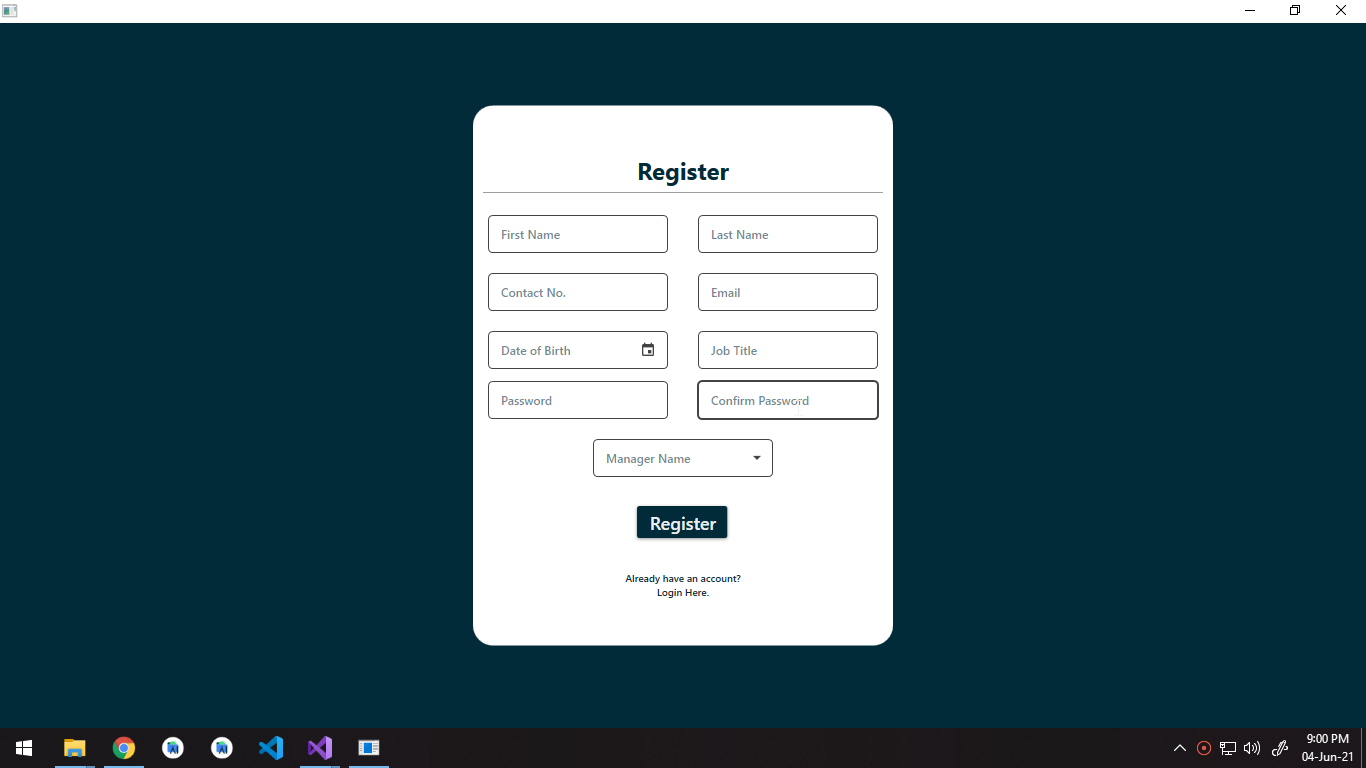 Register
First Name
Last Name
Contact No.
Email
Date of Birth
Job Title
Password
Confirm Password
Manager Name
Register
Already have an account?
Login Here.
9:00 PM
04-Jun-21